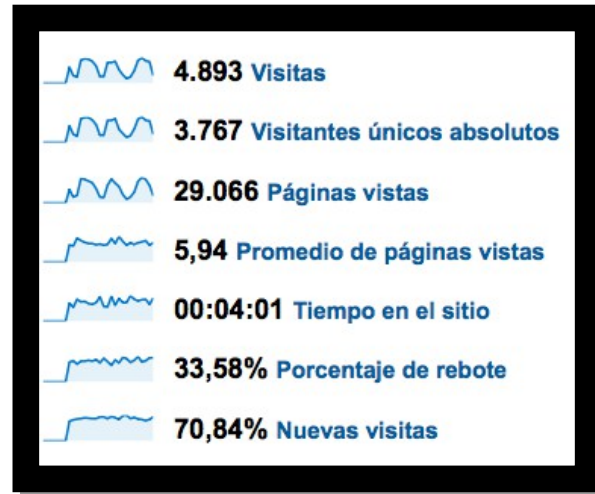 4.893 Visitas
3.767 Visitantes únicos absolutos
29.066 Páginas vistas
5,94 Promedio de páginas vistas
00:04:01 Tiempo en el sitio
33,58% Porcentaje de rebote
70,84% Nuevas visitas